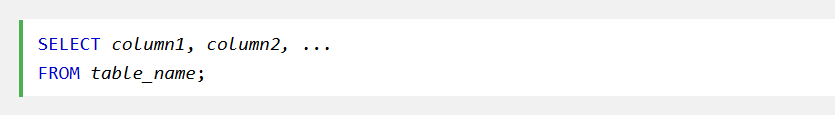 SELECT column1, column2, ...
FROM table_name;